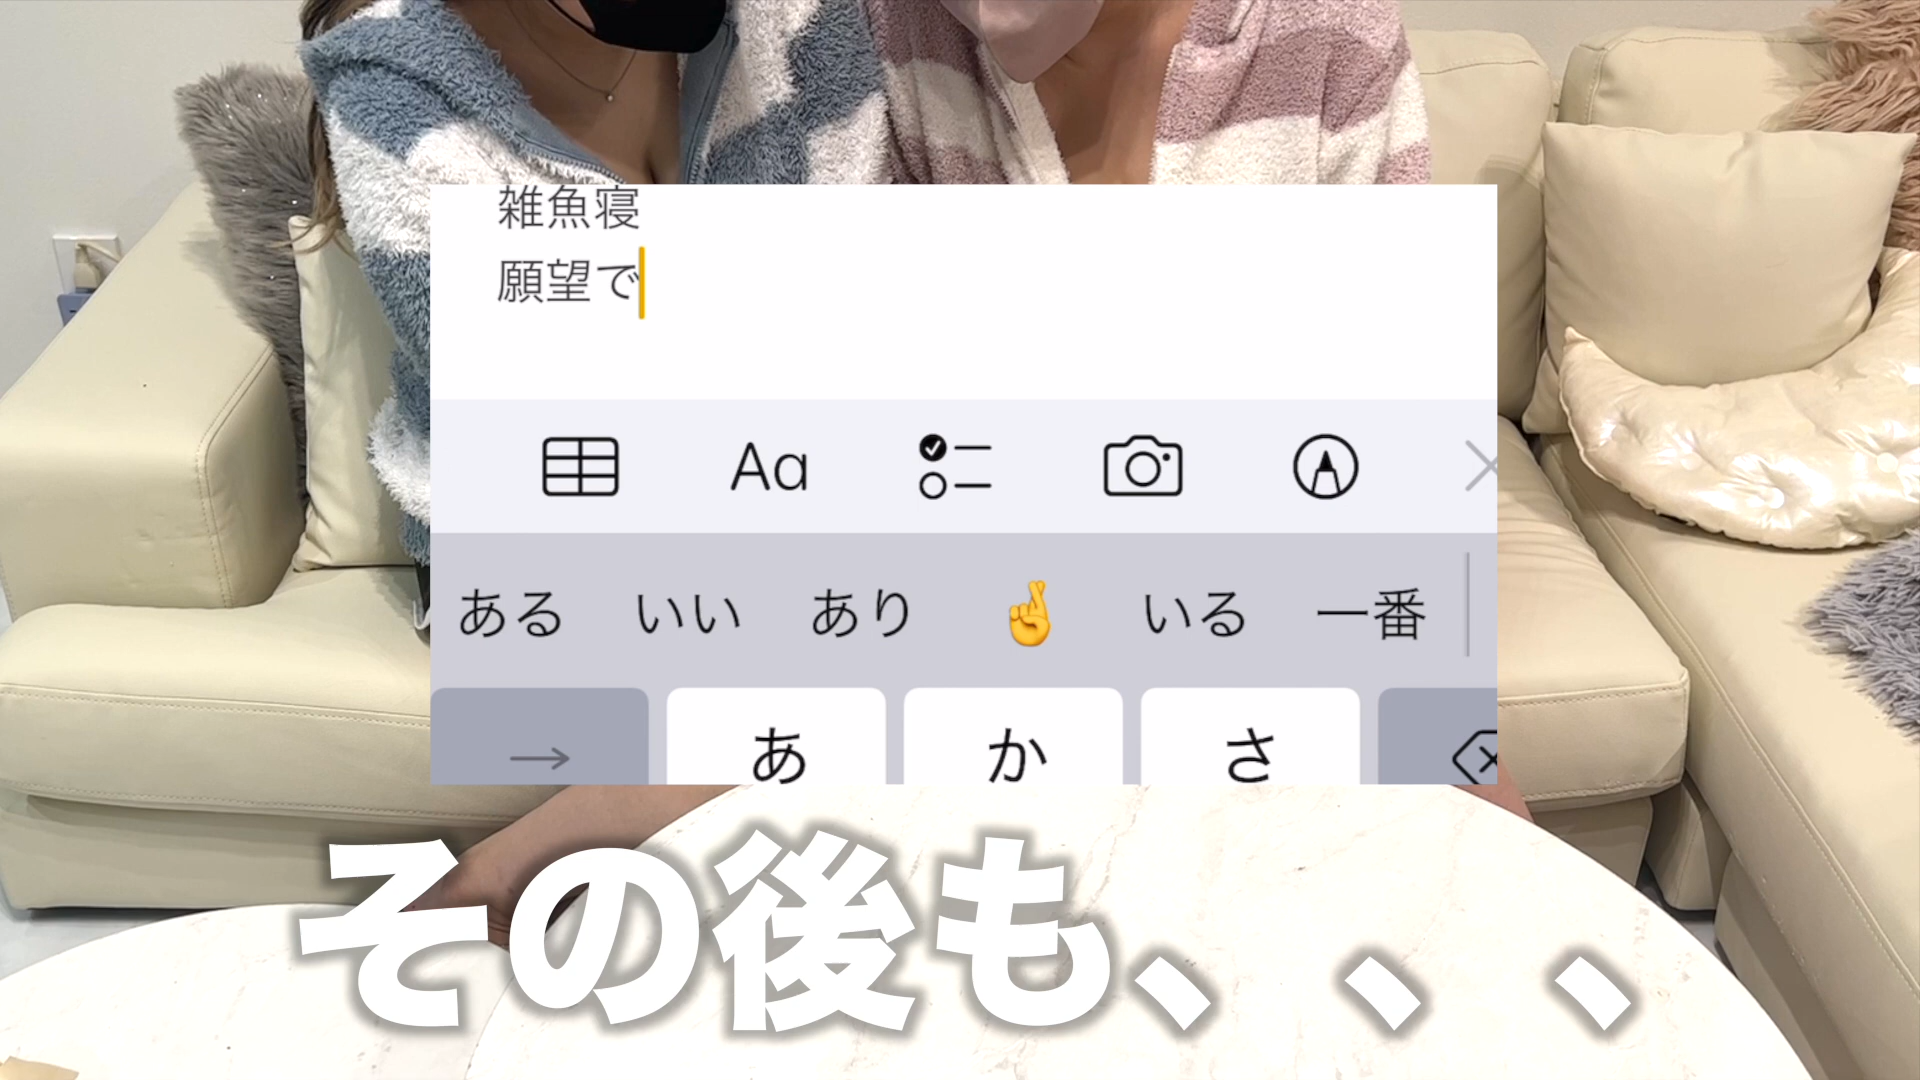 雑魚寝
願望で
Aa
ある いい あり 🤞 いる 一番
→ あ か さ
その後も、、、